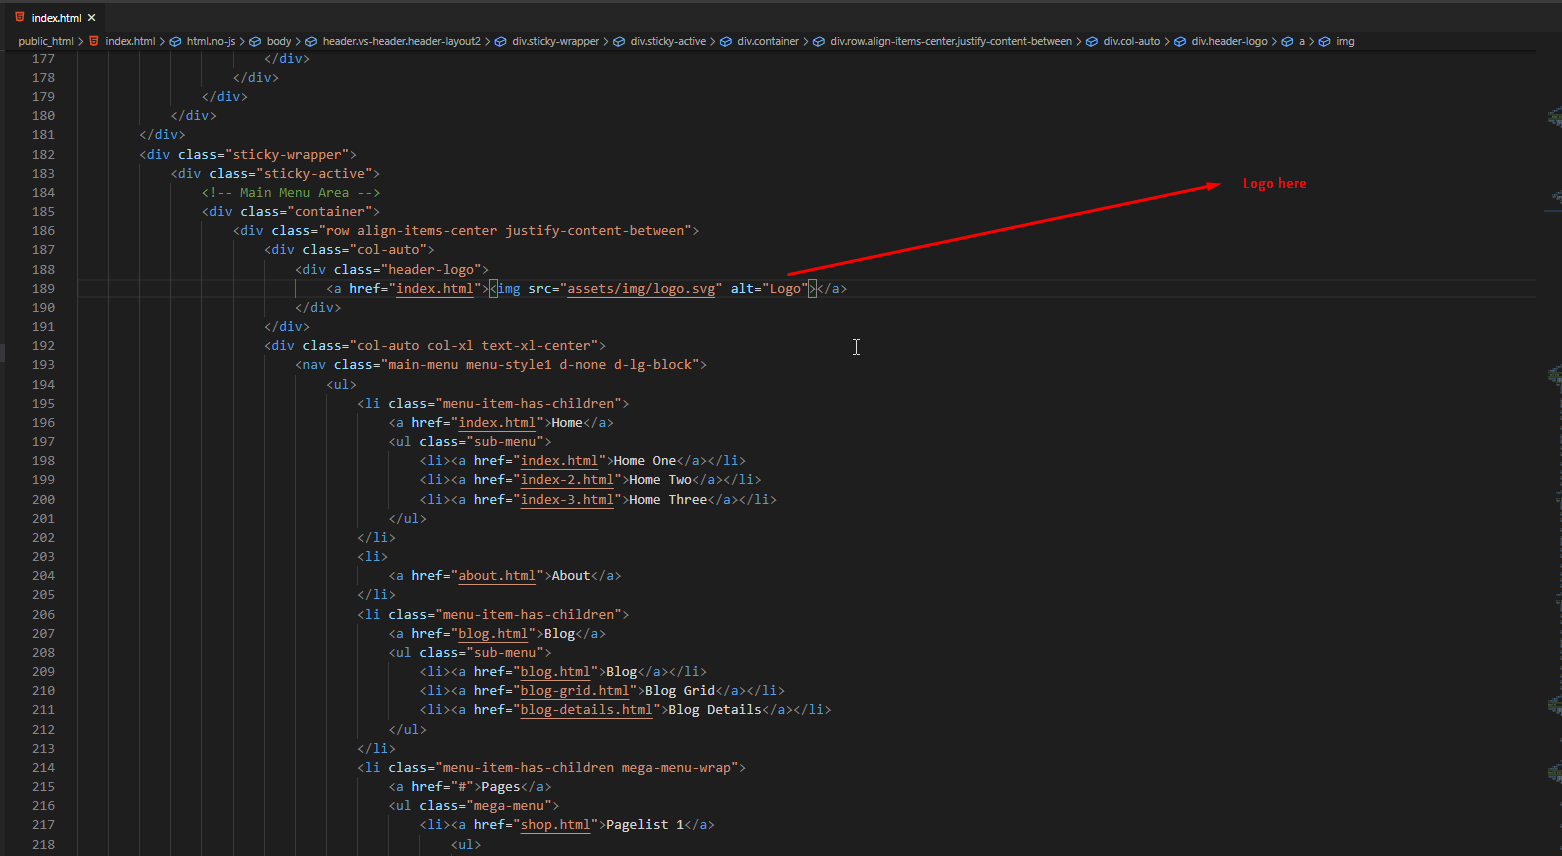 index.html ×
public_html > index.html > html.no-js > body > header.vs-header.header-layout2 > div.sticky-wrapper > div.sticky-active > div.container > div.row.align-items-center.justify-content-between > div.col-auto > div.header-logo > a > img
177 </div>
178 </div>
179 </div>
180 </div>
181 </div>
182 <div class="sticky-wrapper">
183 <div class="sticky-active">
Logo here
184 <!-- Main Menu Area -->
185 <div class="container">
186 <div class="row align-items-center justify-content-between">
187 <div class="col-auto">
188 <div class="header-logo">
189 <a href="index.html"><img src="assets/img/logo.svg" alt="Logo"></a>
190 </div>
191 </div>
192 <div class="col-auto col-xl text-xl-center">
193 <nav class="main-menu menu-style1 d-none d-lg-block">
194 <ul>
195 <li class="menu-item-has-children">
196 <a href="index.html">Home</a>
197 <ul class="sub-menu">
198 <li><a href="index.html">Home One</a></li>
199 <li><a href="index-2.html">Home Two</a></li>
200 <li><a href="index-3.html">Home Three</a></li>
201 </ul>
202 </li>
203 <li>
204 <a href="about.html">About</a>
205 </li>
206 <li class="menu-item-has-children">
207 <a href="blog.html">Blog</a>
208 <ul class="sub-menu">
209 <li><a href="blog.html">Blog</a></li>
210 <li><a href="blog-grid.html">Blog Grid</a></li>
211 <li><a href="blog-details.html">Blog Details</a></li>
212 </ul>
213 </li>
214 <li class="menu-item-has-children mega-menu-wrap">
215 <a href="#">Pages</a>
216 <ul class="mega-menu">
217 <li><a href="shop.html">Pagelist 1</a>
218 <ul>